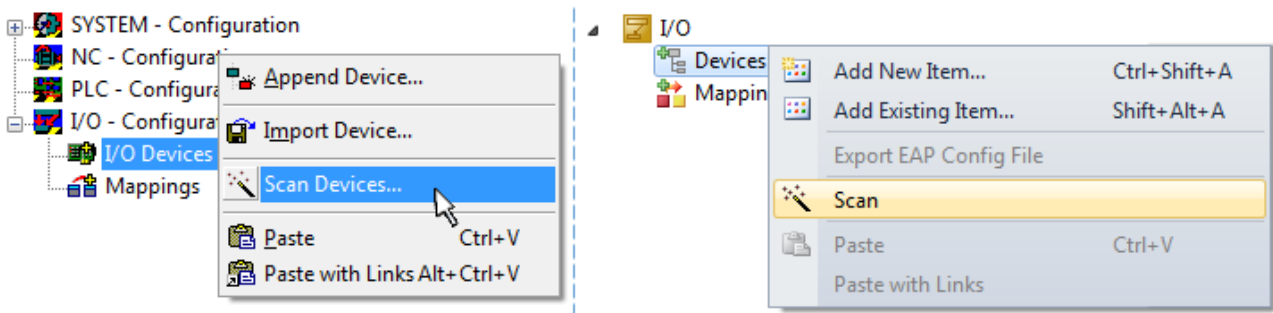 SYSTEM - Configuration
NC - Configurati
PLC - Configura
I/O - Configurat
I/O Devices
Mappings
Append Device...
Import Device...
Scan Devices...
Paste Ctrl+V
Paste with Links Alt+Ctrl+V
I/O
Devices
Mappin
Add New Item... Ctrl+Shift+A
Add Existing Item... Shift+Alt+A
Export EAP Config File
Scan
Paste Ctrl+V
Paste with Links